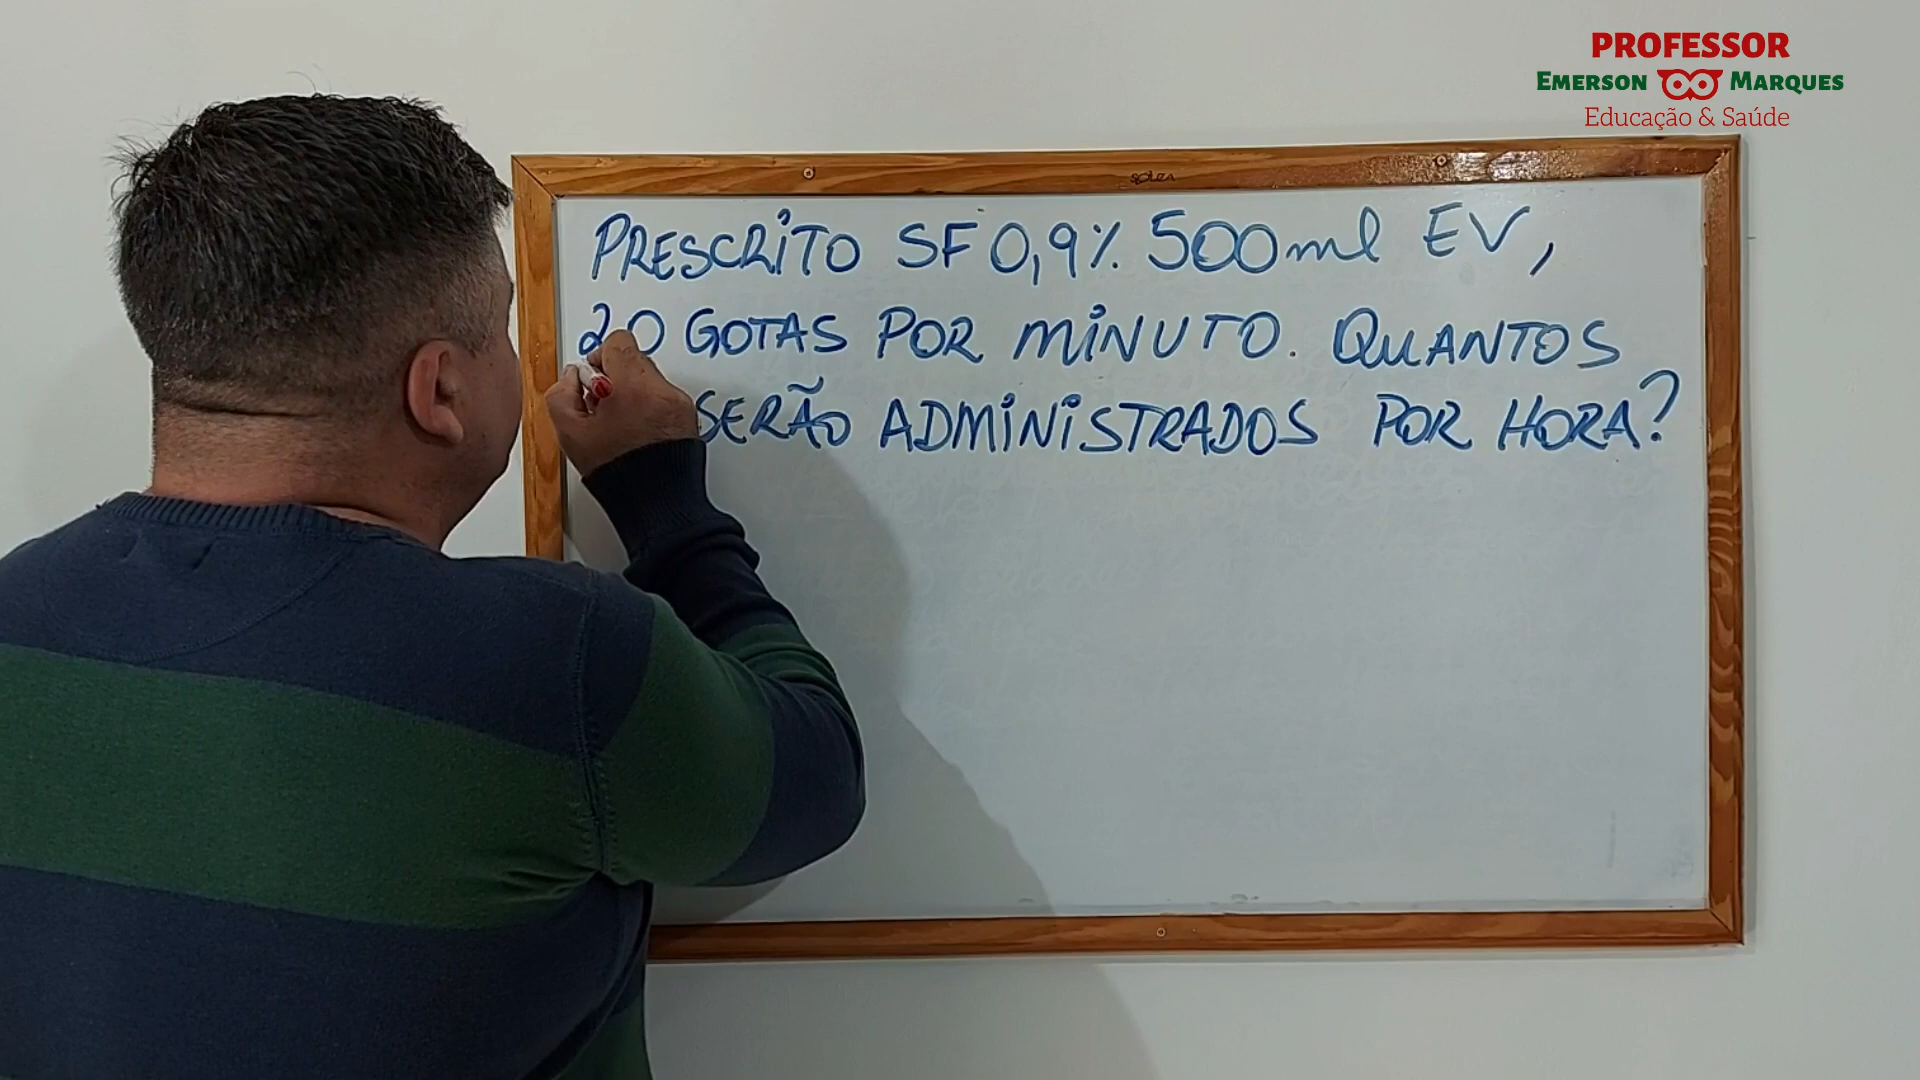 PROFESSOR
EMERSON MARQUES
Educação & Saúde
SOUZA
PRESCRITO SF 0,9% 500ml EV,
20 GOTAS POR MINUTO. QUANTOS
SERÃO ADMINISTRADOS POR HORA?